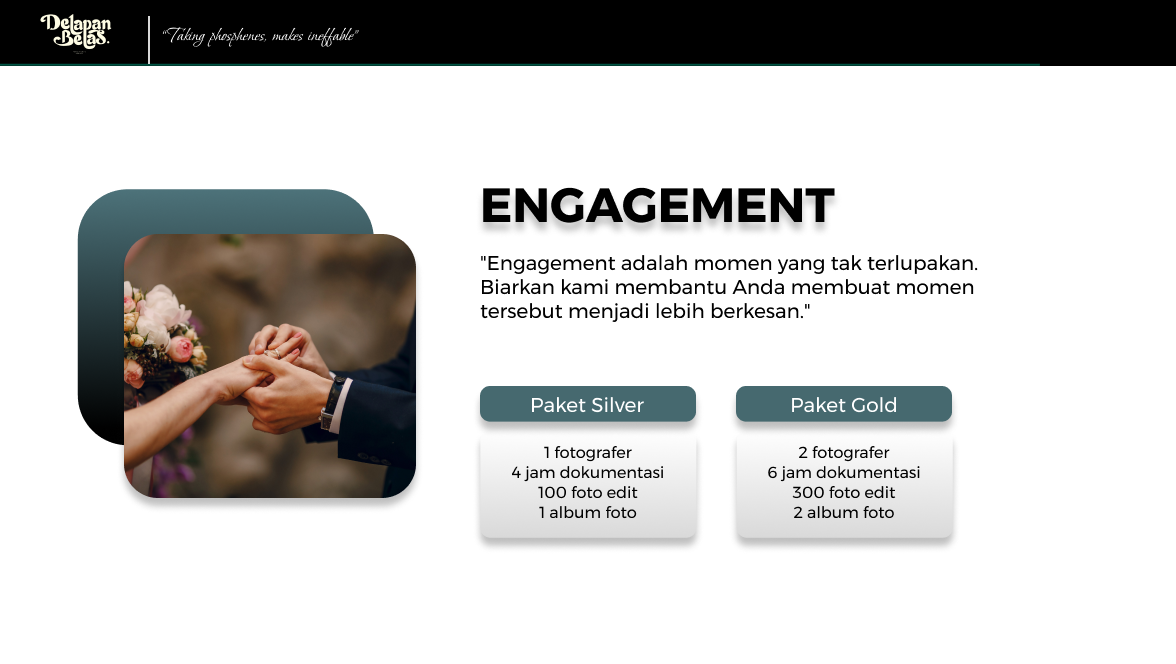 Delapan
Belas.
“Taking phosphenes, makes ineffable”
ENGAGEMENT
"Engagement adalah momen yang tak terlupakan.
Biarkan kami membantu Anda membuat momen
tersebut menjadi lebih berkesan."
Paket Silver
1 fotografer
4 jam dokumentasi
100 foto edit
1 album foto
Paket Gold
2 fotografer
6 jam dokumentasi
300 foto edit
2 album foto